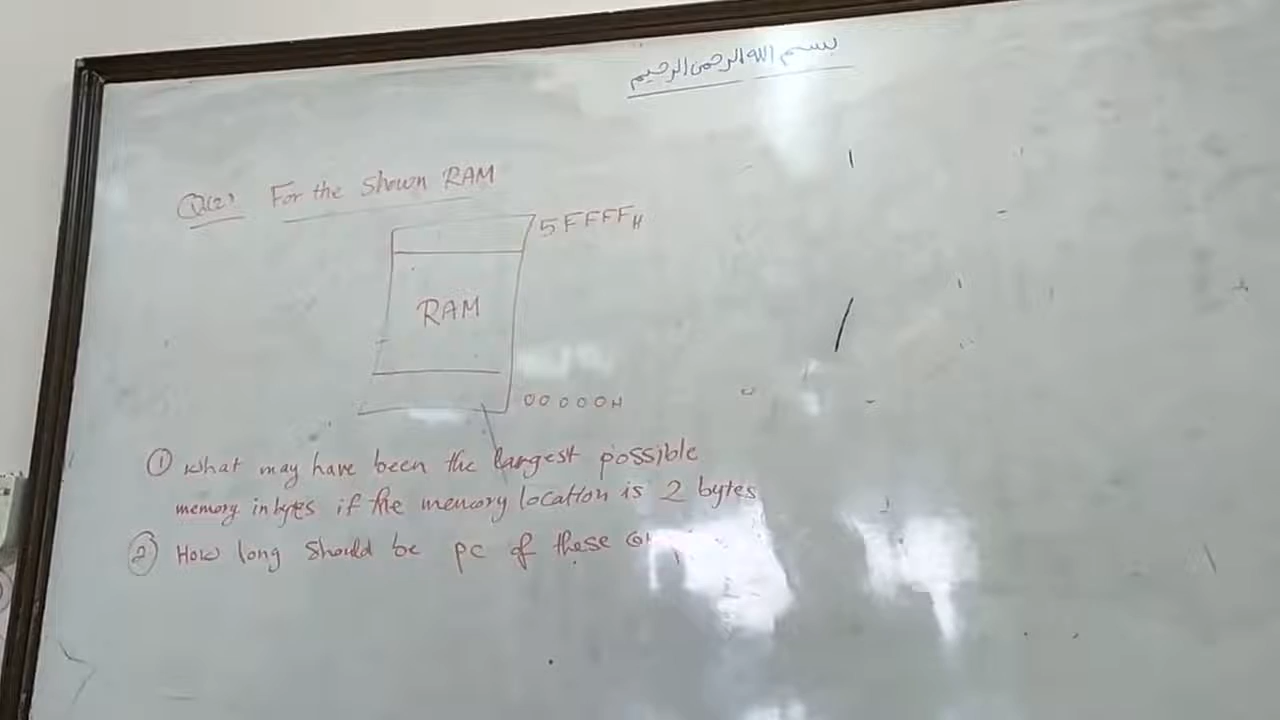 بسم الله الرحمن الرحيم
Q(2) For the Shown RAM
5FFFFH
RAM
00000H
① What may have been the largest possible
memory in bytes if the memory location is 2 bytes
② How long should be pc of these